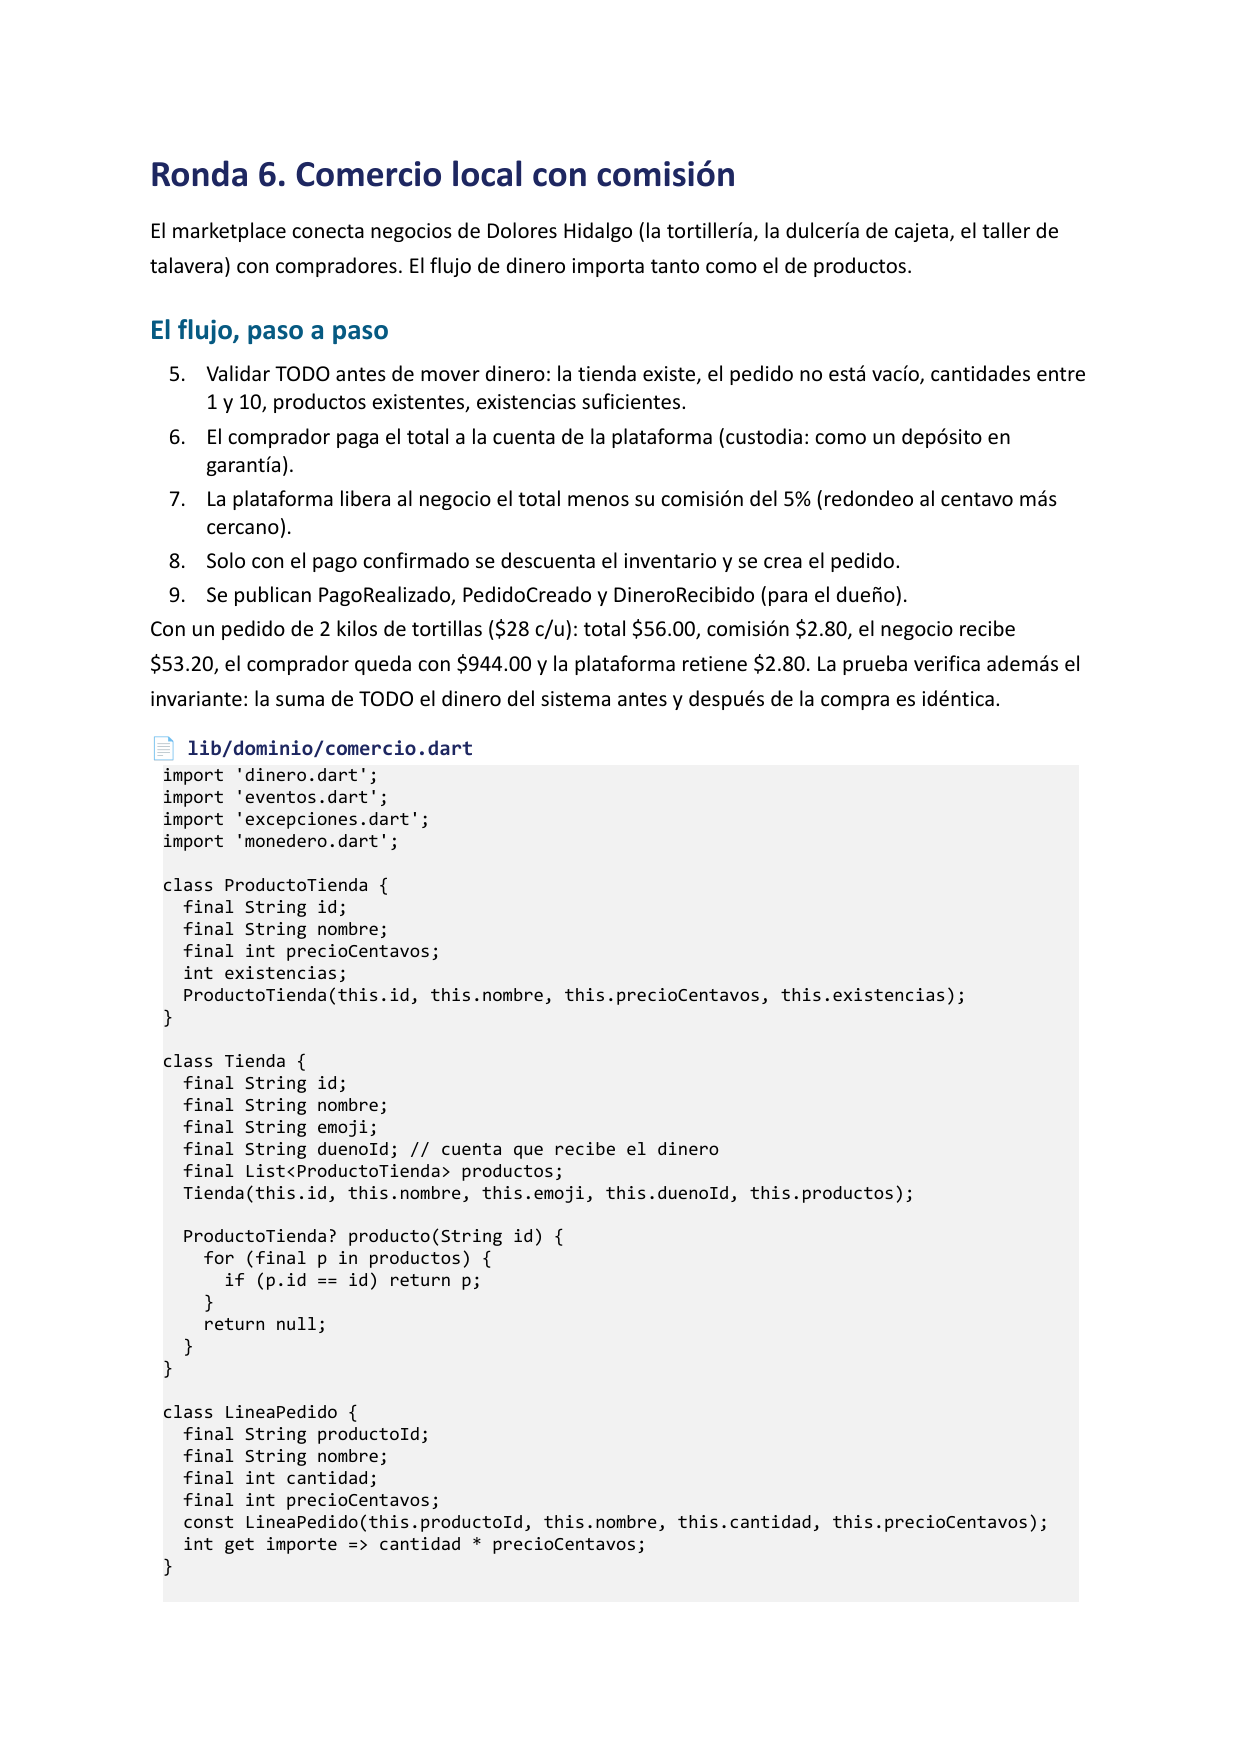 Ronda 6. Comercio local con comisión
El marketplace conecta negocios de Dolores Hidalgo (la tortillería, la dulcería de cajeta, el taller de
talavera) con compradores. El flujo de dinero importa tanto como el de productos.
El flujo, paso a paso
5. Validar TODO antes de mover dinero: la tienda existe, el pedido no está vacío, cantidades entre
1 y 10, productos existentes, existencias suficientes.
6. El comprador paga el total a la cuenta de la plataforma (custodia: como un depósito en
garantía).
7. La plataforma libera al negocio el total menos su comisión del 5% (redondeo al centavo más
cercano).
8. Solo con el pago confirmado se descuenta el inventario y se crea el pedido.
9. Se publican PagoRealizado, PedidoCreado y DineroRecibido (para el dueño).
Con un pedido de 2 kilos de tortillas ($28 c/u): total $56.00, comisión $2.80, el negocio recibe
$53.20, el comprador queda con $944.00 y la plataforma retiene $2.80. La prueba verifica además el
invariante: la suma de TODO el dinero del sistema antes y después de la compra es idéntica.
📄 lib/dominio/comercio.dart
import 'dinero.dart';
import 'eventos.dart';
import 'excepciones.dart';
import 'monedero.dart';
class ProductoTienda {
  final String id;
  final String nombre;
  final int precioCentavos;
  int existencias;
  ProductoTienda(this.id, this.nombre, this.precioCentavos, this.existencias);
}
class Tienda {
  final String id;
  final String nombre;
  final String emoji;
  final String duenoId; // cuenta que recibe el dinero
  final List<ProductoTienda> productos;
  Tienda(this.id, this.nombre, this.emoji, this.duenoId, this.productos);
  ProductoTienda? producto(String id) {
    for (final p in productos) {
      if (p.id == id) return p;
    }
    return null;
  }
}
class LineaPedido {
  final String productoId;
  final String nombre;
  final int cantidad;
  final int precioCentavos;
  const LineaPedido(this.productoId, this.nombre, this.cantidad, this.precioCentavos);
  int get importe => cantidad * precioCentavos;
}